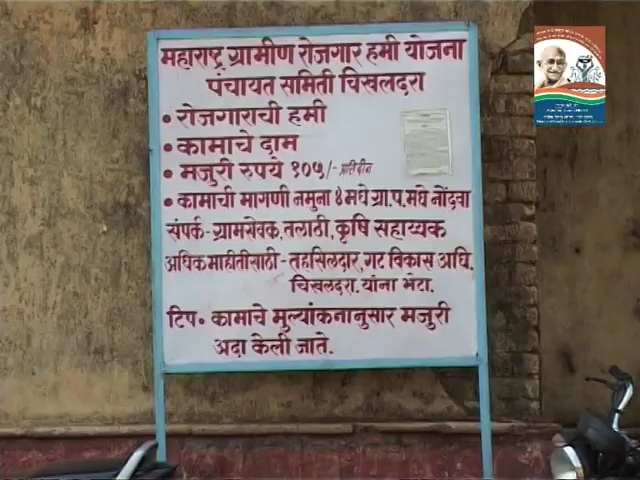 महाराष्ट्र ग्रामीण रोजगार हमी योजना
पंचायत समिती चिखलदरा
• रोजगाराची हमी
• कामाचे दाम
• मजुरी रुपये १०५/- प्रतिदीन
• कामाची मागणी नमुना ४ मधे ग्रा.प. मधे नोंदवा
संपर्क - ग्रामसेवक, तलाठी, कृषि सहाय्यक
अधिक माहीतीसाठी - तहसिलदार, गट विकास अधि.
चिखलदरा. यांना भेटा.
टिप. कामाचे मुल्यांकनानुसार मजुरी
अदा केली जाते.